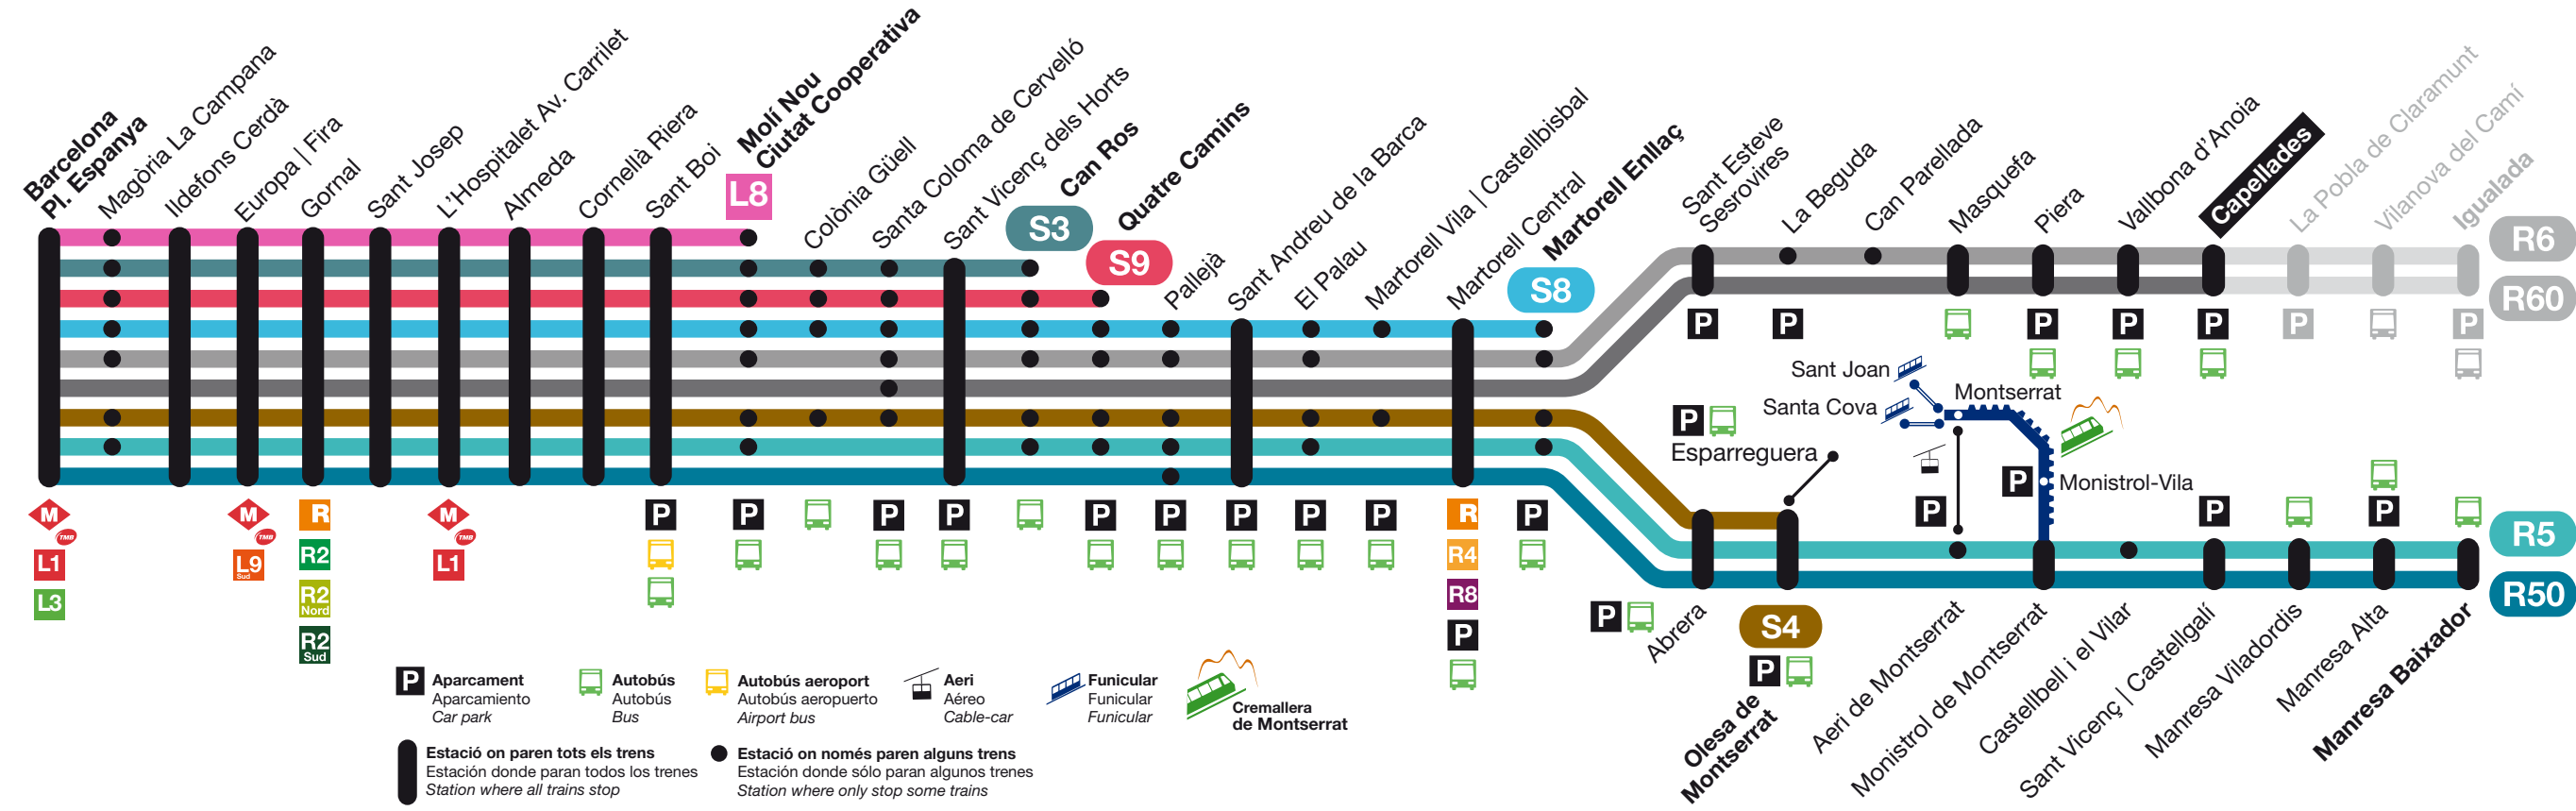 Barcelona
Pl. Espanya
Magòria La Campana
Ildefons Cerdà
Europa | Fira
Gornal
Sant Josep
L'Hospitalet Av. Carrilet
Almeda
Cornellà Riera
Sant Boi
Molí Nou
Ciutat Cooperativa
L8
Colònia Güell
Santa Coloma de Cervelló
Sant Vicenç dels Horts
Can Ros
S3
Quatre Camins
S9
Pallejà
Sant Andreu de la Barca
El Palau
Martorell Vila | Castellbisbal
Martorell Central
Martorell Enllaç
S8
Sant Esteve
Sesrovires
La Beguda
Can Parellada
Masquefa
Piera
Vallbona d'Anoia
Capellades
La Pobla de Claramunt
Vilanova del Camí
Igualada
R6
R60
P
P
P
P
P
P
P
Sant Joan
Santa Cova
Montserrat
P
Esparreguera
P
P
Monistrol-Vila
P
P
R5
R50
M
TMB
L1
L3
M
TMB
L9
Sud
R
R2
R2
Nord
R2
Sud
M
TMB
L1
P
P
P
P
P
P
P
P
P
R
R4
R8
P
P
P
Abrera
S4
P
Olesa de
Montserrat
Aeri de Montserrat
Monistrol de Montserrat
Castellbell i el Vilar
Sant Vicenç | Castellgalí
Manresa Viladordis
Manresa Alta
Manresa Baixador
P
Aparcament
Aparcamiento
Car park
Autobús
Autobús
Bus
Autobús aeroport
Autobús aeropuerto
Airport bus
Aeri
Aéreo
Cable-car
Funicular
Funicular
Funicular
Cremallera
de Montserrat
Estació on paren tots els trens
Estación donde paran todos los trenes
Station where all trains stop
Estació on només paren alguns trens
Estación donde sólo paran algunos trenes
Station where only stop some trains